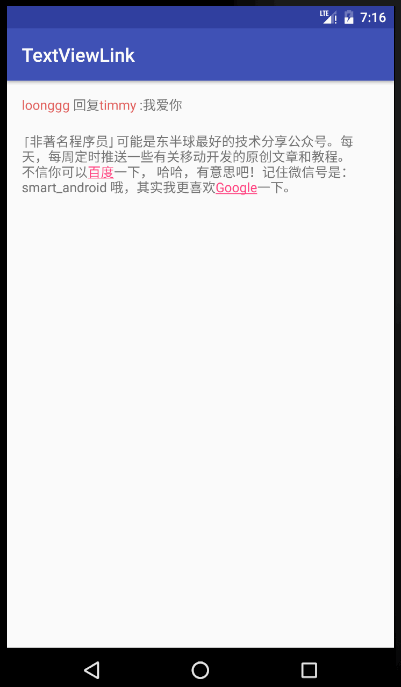 LTE 7:16
TextViewLink
loonggg 回复timmy :我爱你
「非著名程序员」可能是东半球最好的技术分享公众号。每
天，每周定时推送一些有关移动开发的原创文章和教程。
不信你可以百度一下， 哈哈，有意思吧！记住微信号是：
smart_android 哦，其实我更喜欢Google一下。